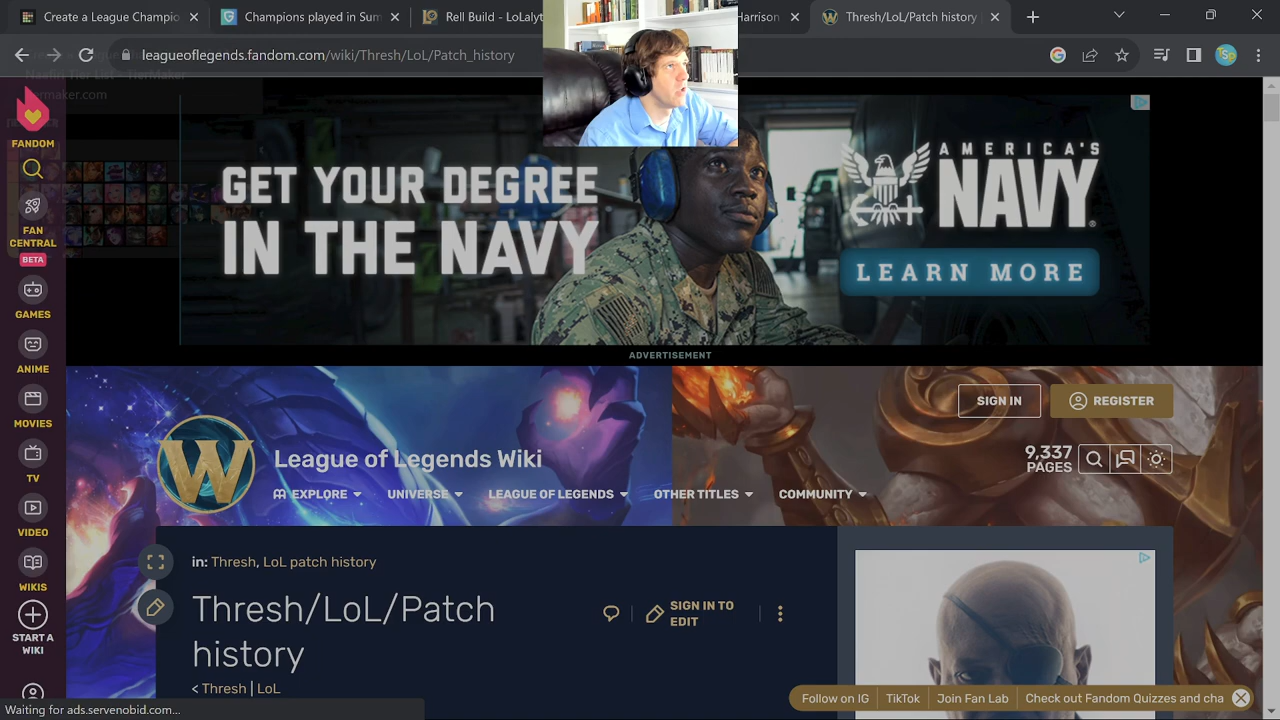 Create a League Champio
Champions played in Sum
Build - LoLalyt
Harrison
Thresh/LoL/Patch history
leagueoflegends.fandom.com/wiki/Thresh/LoL/Patch_history
FANDOM
FAN
CENTRAL
BETA
GAMES
ANIME
MOVIES
TV
VIDEO
WIKIS
START A
WIKI
GET YOUR DEGREE
IN THE NAVY
AMERICA'S
NAVY
LEARN MORE
ADVERTISEMENT
SIGN IN
REGISTER
League of Legends Wiki
9,337
PAGES
EXPLORE
UNIVERSE
LEAGUE OF LEGENDS
OTHER TITLES
COMMUNITY
in: Thresh, LoL patch history
Thresh/LoL/Patch
history
SIGN IN TO
EDIT
< Thresh | LoL
Follow on IG
TikTok
Join Fan Lab
Check out Fandom Quizzes and cha
Waiting for ads.servenobid.com...